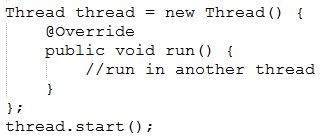 Thread thread = new Thread() {
    @Override
    public void run() {
        //run in another thread
    }
};
thread.start();